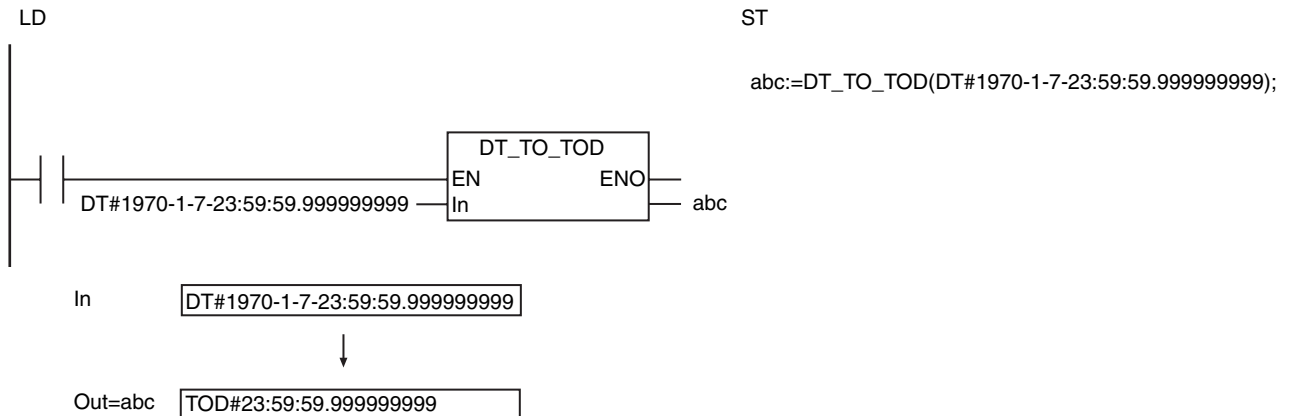 LD
ST
abc:=DT_TO_TOD(DT#1970-1-7-23:59:59.999999999);
DT_TO_TOD
EN ENO
DT#1970-1-7-23:59:59.999999999 In abc
In DT#1970-1-7-23:59:59.999999999
Out=abc TOD#23:59:59.999999999